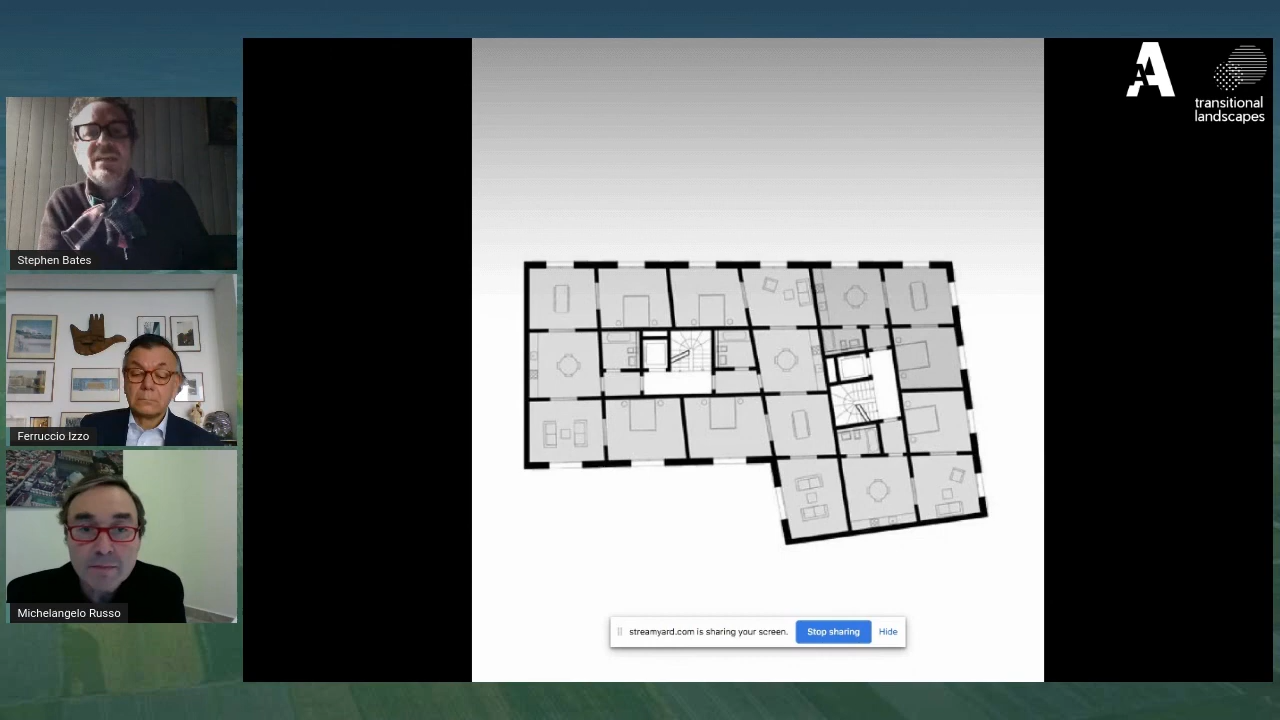 transitional
landscapes
Stephen Bates
Ferruccio Izzo
Michelangelo Russo
streamyard.com is sharing your screen. Stop sharing Hide